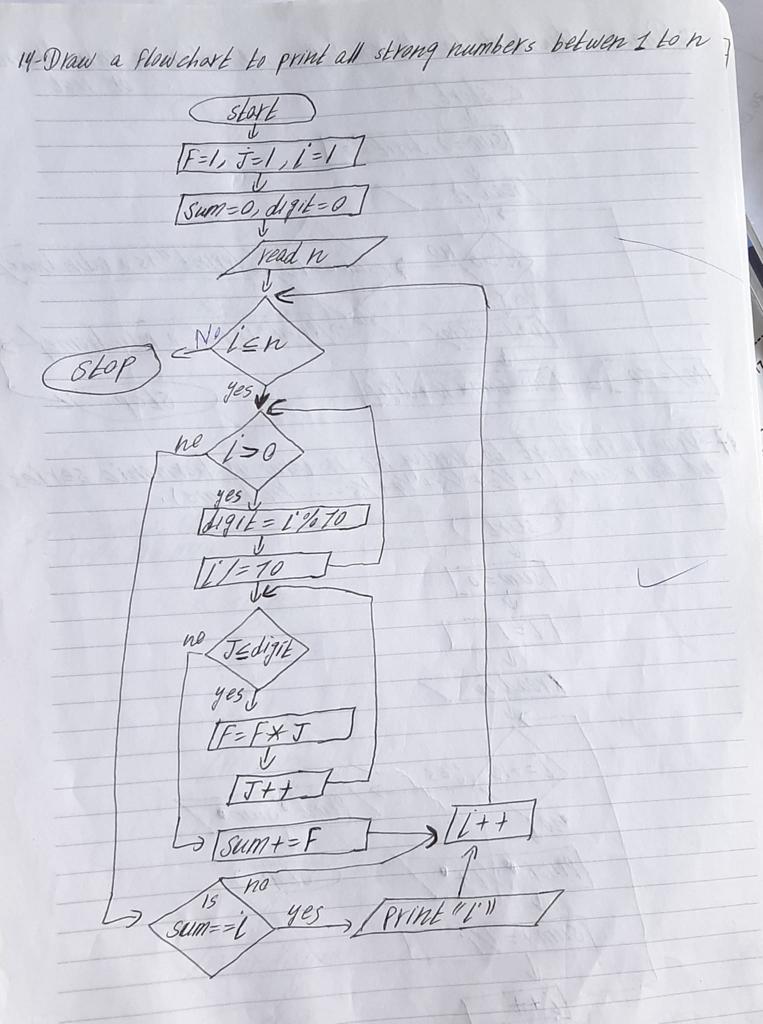 14-Draw a flowchart to print all strong numbers betwen 1 to n
start
F=1, j=1, i=1
sum=0, digit=0
read n
No
i≤n
stop
yes
no
i>0
yes
digit = i%10
i/=10
no
J≤digit
yes
F=F*J
J++
i++
sum+=F
no
is
sum==i
yes
print "i"